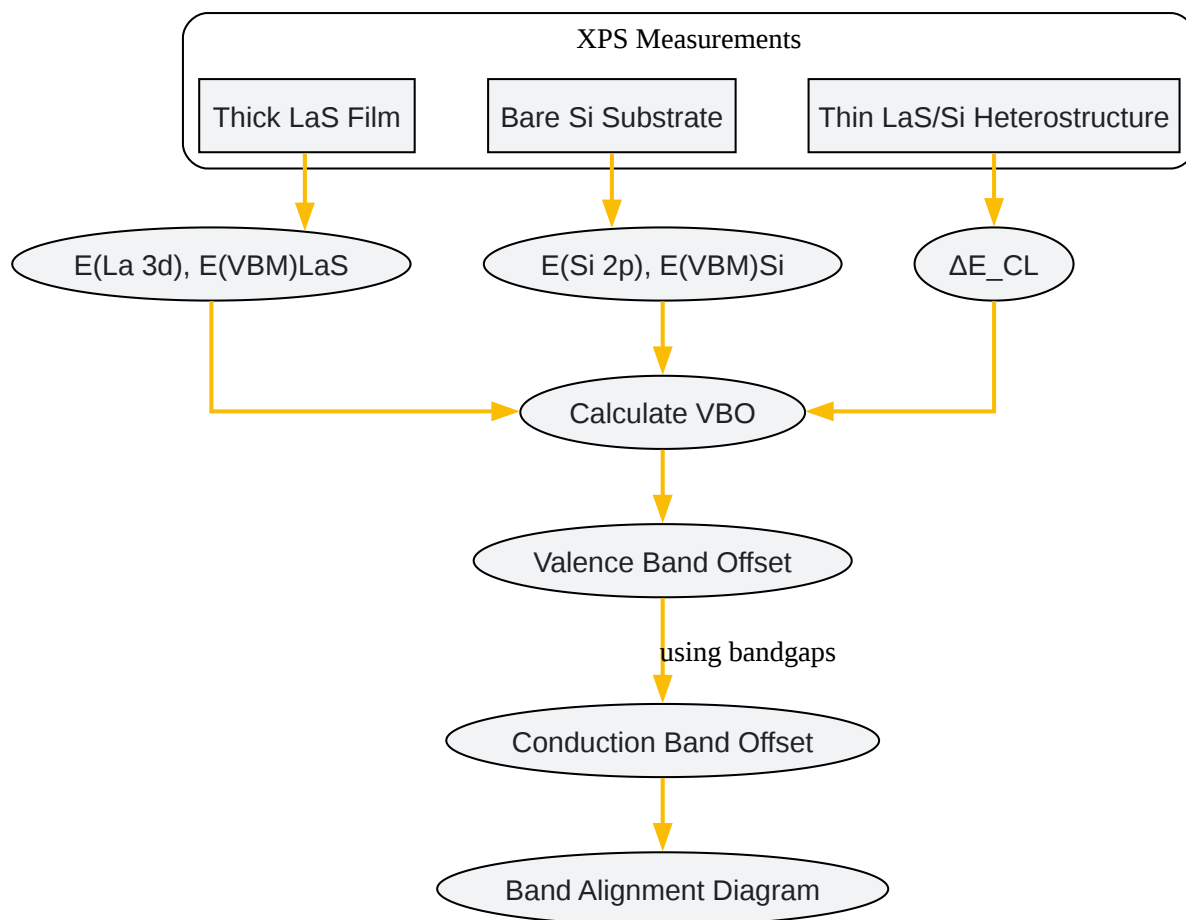 XPS Measurements
Thick LaS Film
Bare Si Substrate
Thin LaS/Si Heterostructure
E(La 3d), E(VBM)LaS
E(Si 2p), E(VBM)Si
ΔE_CL
Calculate VBO
Valence Band Offset
using bandgaps
Conduction Band Offset
Band Alignment Diagram